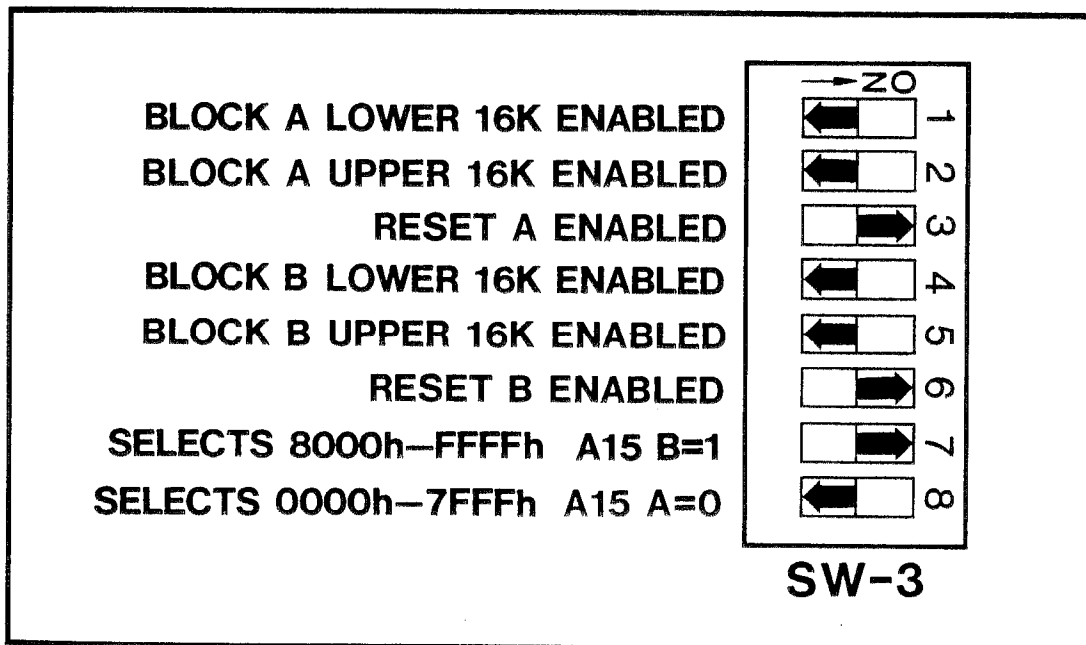 ON
BLOCK A LOWER 16K ENABLED 1
BLOCK A UPPER 16K ENABLED 2
RESET A ENABLED 3
BLOCK B LOWER 16K ENABLED 4
BLOCK B UPPER 16K ENABLED 5
RESET B ENABLED 6
SELECTS 8000h—FFFFh A15 B=1 7
SELECTS 0000h—7FFFh A15 A=0 8
SW-3